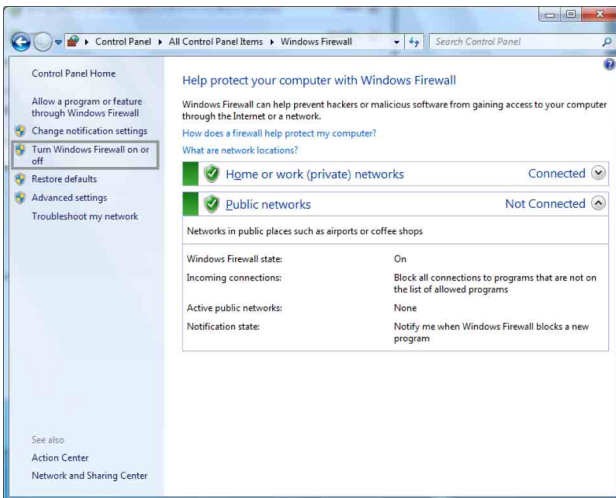 Control Panel ▸ All Control Panel Items ▸ Windows Firewall
Search Control Panel
Control Panel Home
Allow a program or feature
through Windows Firewall
Change notification settings
Turn Windows Firewall on or
off
Restore defaults
Advanced settings
Troubleshoot my network
See also
Action Center
Network and Sharing Center
Help protect your computer with Windows Firewall
Windows Firewall can help prevent hackers or malicious software from gaining access to your computer
through the Internet or a network.
How does a firewall help protect my computer?
What are network locations?
Home or work (private) networks Connected
Public networks Not Connected
Networks in public places such as airports or coffee shops
Windows Firewall state: On
Incoming connections: Block all connections to programs that are not on
the list of allowed programs
Active public networks: None
Notification state: Notify me when Windows Firewall blocks a new
program